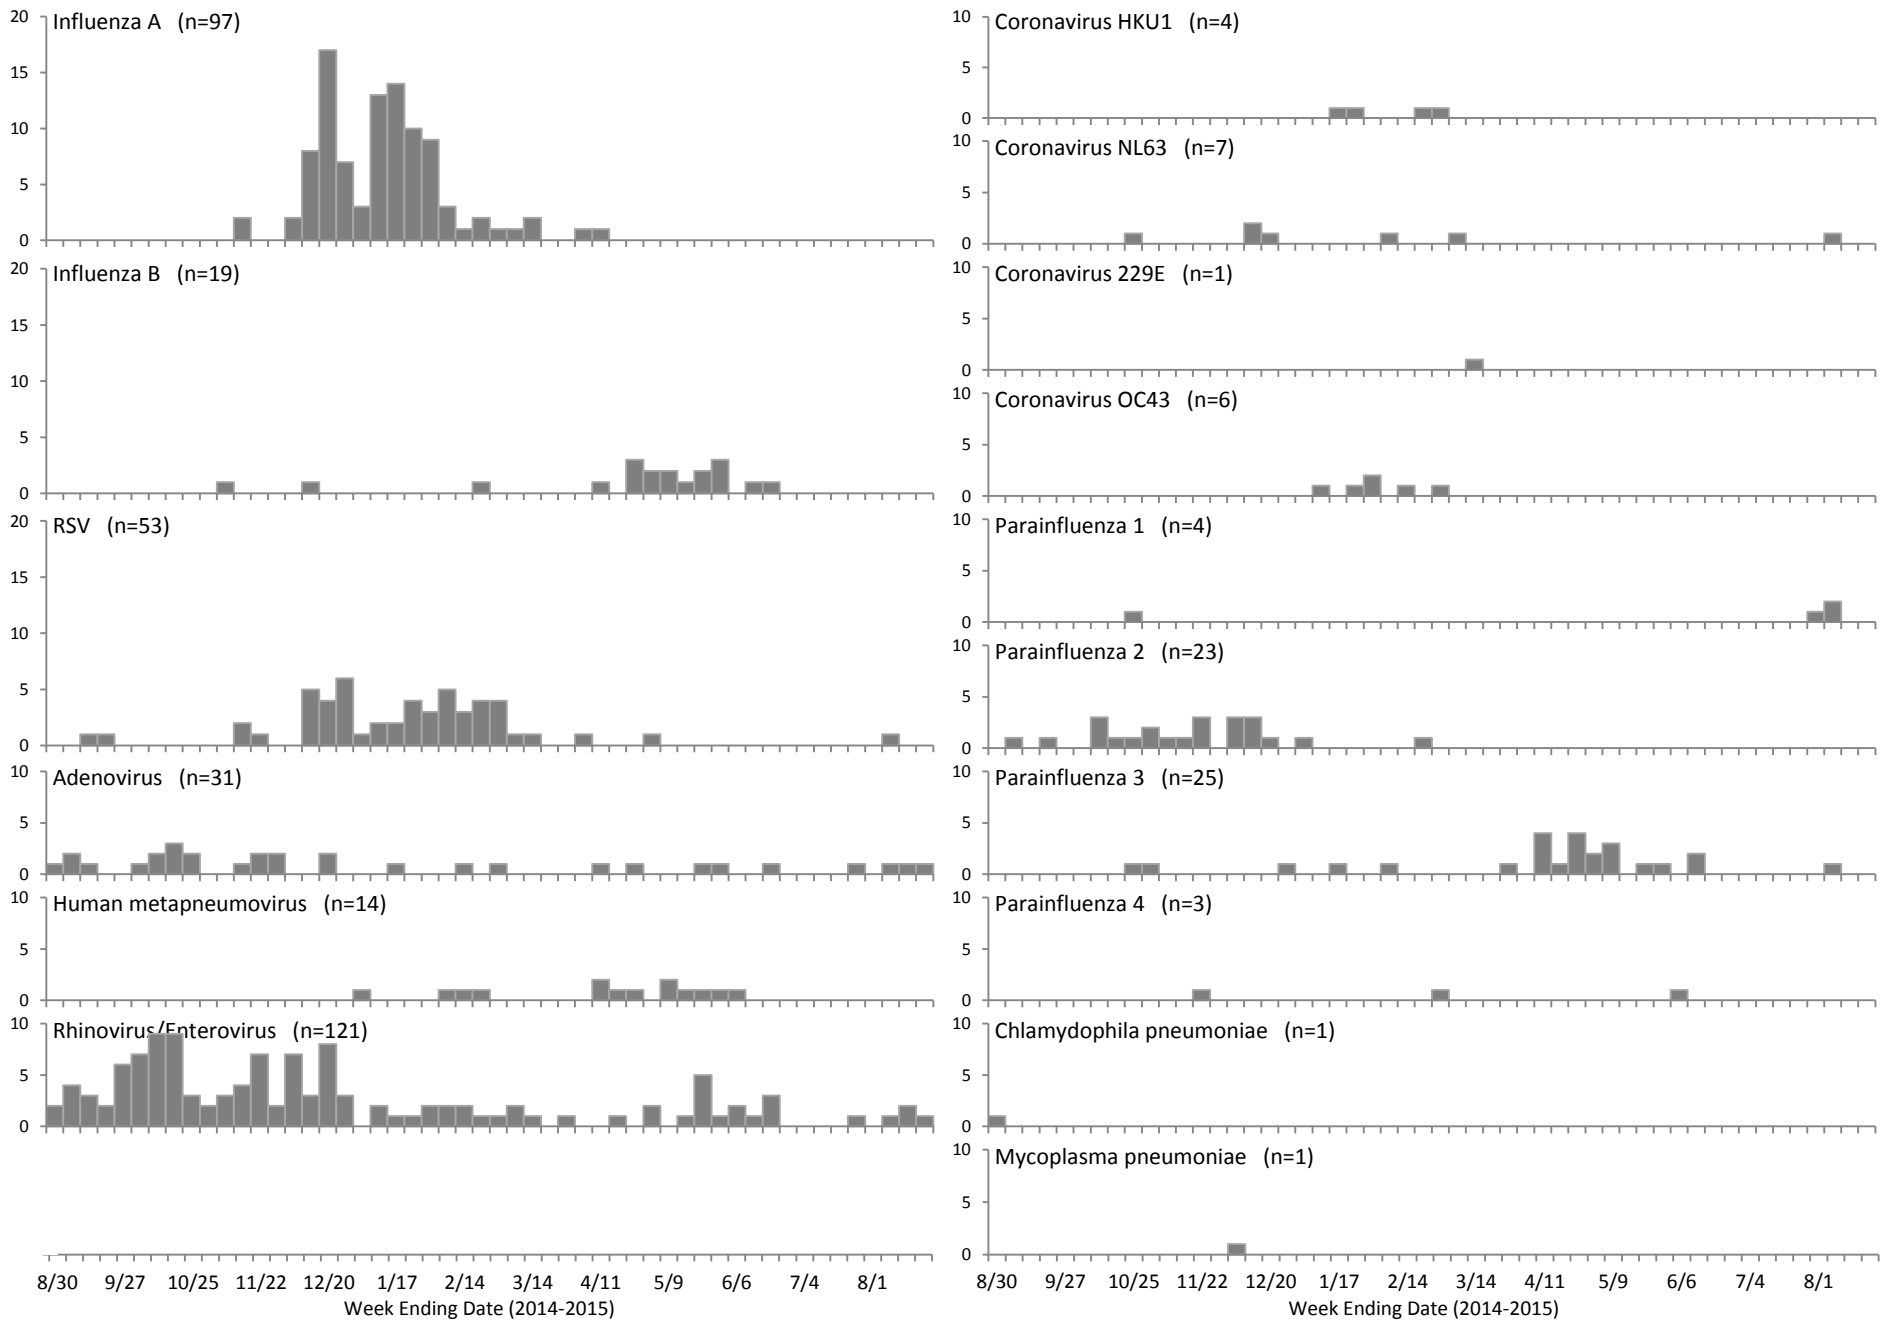 Influenza A (n=97)
20
15
10
5
0
Influenza B (n=19)
20
15
10
5
0
RSV (n=53)
20
15
10
5
0
Adenovirus (n=31)
10
5
0
Human metapneumovirus (n=14)
10
5
0
Rhinovirus/Enterovirus (n=121)
10
5
0
8/30 9/27 10/25 11/22 12/20 1/17 2/14 3/14 4/11 5/9 6/6 7/4 8/1
Week Ending Date (2014-2015)
Coronavirus HKU1 (n=4)
10
5
0
Coronavirus NL63 (n=7)
10
5
0
Coronavirus 229E (n=1)
10
5
0
Coronavirus OC43 (n=6)
10
5
0
Parainfluenza 1 (n=4)
10
5
0
Parainfluenza 2 (n=23)
10
5
0
Parainfluenza 3 (n=25)
10
5
0
Parainfluenza 4 (n=3)
10
5
0
Chlamydophila pneumoniae (n=1)
10
5
0
Mycoplasma pneumoniae (n=1)
10
5
0
8/30 9/27 10/25 11/22 12/20 1/17 2/14 3/14 4/11 5/9 6/6 7/4 8/1
Week Ending Date (2014-2015)